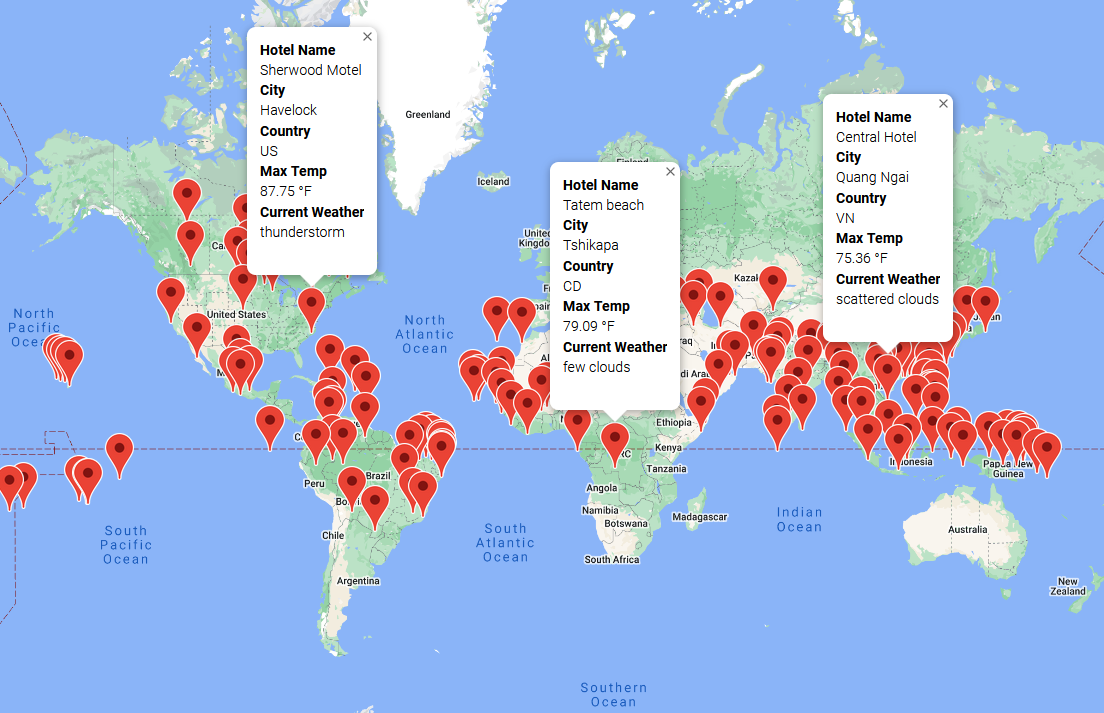 Hotel Name
Sherwood Motel
City
Havelock
Country
US
Max Temp
87.75 °F
Current Weather
thunderstorm
Hotel Name
Tatem beach
City
Tshikapa
Country
CD
Max Temp
79.09 °F
Current Weather
few clouds
Hotel Name
Central Hotel
City
Quang Ngai
Country
VN
Max Temp
75.36 °F
Current Weather
scattered clouds
Greenland
Iceland
Finland
United
North
Pacific
United States
North
Atlantic
Ocean
Ethiopia
Kenya
Tanzania
Angola
Namibia
Botswana
Madagascar
South Africa
Brazil
Peru
Chile
Argentina
South
Pacific
Ocean
South
Atlantic
Ocean
Indian
Ocean
Indonesia
Papua New
Guinea
Australia
New
Zealand
Southern
Ocean